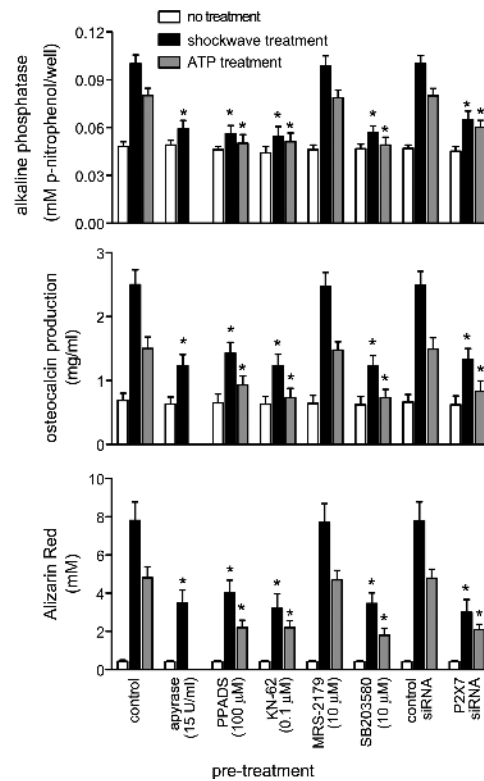 no treatment
shockwave treatment
ATP treatment
alkaline phosphatase
(mM p-nitrophenol/well)
0.12
0.09
0.06
0.03
0.00
* * * * * * * * *
osteocalcin production
(mg/ml)
3
2
1
0
* * * * * * * * *
Alizarin Red
(mM)
8
6
4
2
0
* * * * * * * * *
control
apyrase
(15 U/ml)
PPADS
(100 μM)
KN-62
(0.1 μM)
MRS-2179
(10 μM)
SB203580
(10 μM)
control
siRNA
P2X7
siRNA
pre-treatment